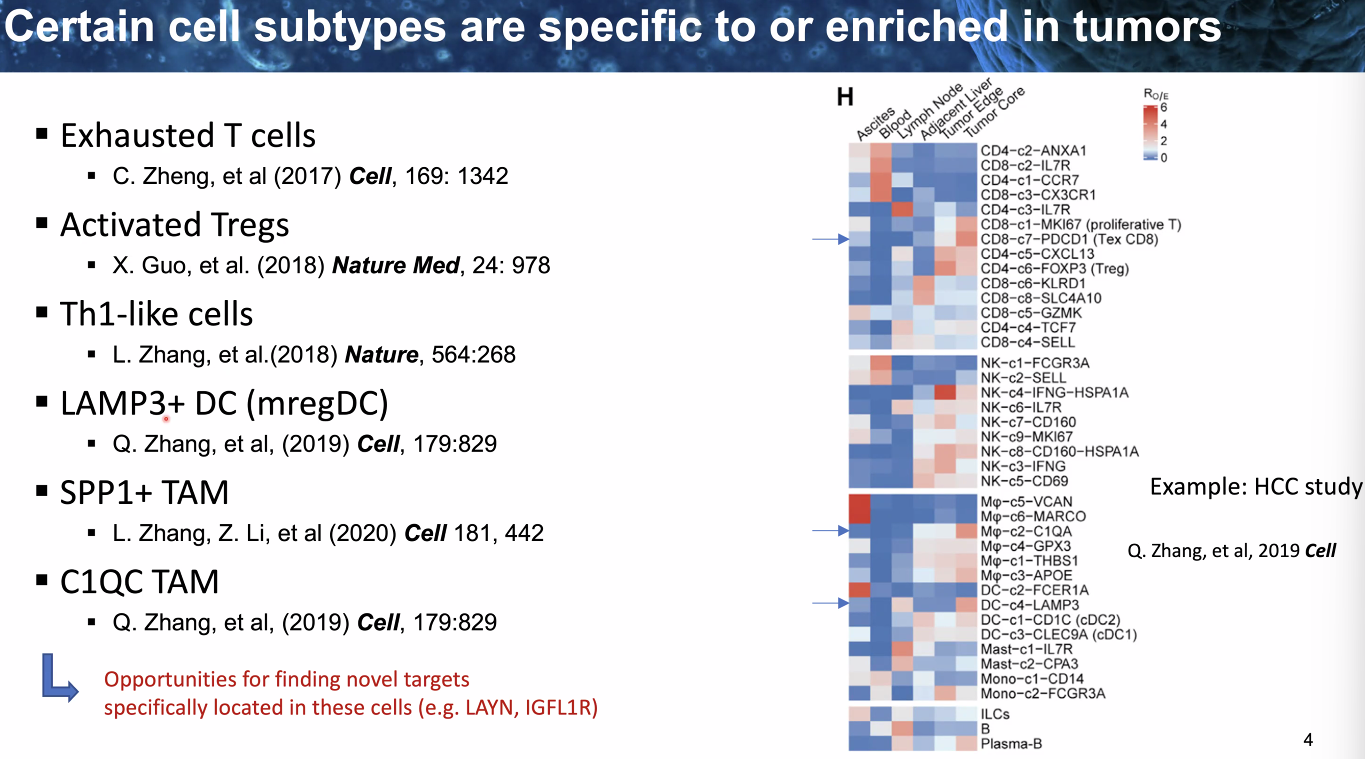 Certain cell subtypes are specific to or enriched in tumors
▪ Exhausted T cells
▪ C. Zheng, et al (2017) Cell, 169: 1342
▪ Activated Tregs
▪ X. Guo, et al. (2018) Nature Med, 24: 978
▪ Th1-like cells
▪ L. Zhang, et al.(2018) Nature, 564:268
▪ LAMP3+ DC (mregDC)
▪ Q. Zhang, et al, (2019) Cell, 179:829
▪ SPP1+ TAM
▪ L. Zhang, Z. Li, et al (2020) Cell 181, 442
▪ C1QC TAM
▪ Q. Zhang, et al, (2019) Cell, 179:829
Opportunities for finding novel targets
specifically located in these cells (e.g. LAYN, IGFL1R)
H
Ascites
Blood
Lymph Node
Adjacent Liver
Tumor Edge
Tumor Core
R_O/E
6
4
2
0
CD4−c2−ANXA1
CD8−c2−IL7R
CD4−c1−CCR7
CD8−c3−CX3CR1
CD4−c3−IL7R
CD8−c1−MKI67 (proliferative T)
CD8−c7−PDCD1 (Tex CD8)
CD4−c5−CXCL13
CD4−c6−FOXP3 (Treg)
CD8−c6−KLRD1
CD8−c8−SLC4A10
CD8−c5−GZMK
CD4−c4−TCF7
CD8−c4−SELL
NK−c1−FCGR3A
NK−c2−SELL
NK−c4−IFNG−HSPA1A
NK−c6−IL7R
NK−c7−CD160
NK−c9−MKI67
NK−c8−CD160−HSPA1A
NK−c3−IFNG
NK−c5−CD69
Mφ−c5−VCAN
Mφ−c6−MARCO
Mφ−c2−C1QA
Mφ−c4−GPX3
Mφ−c1−THBS1
Mφ−c3−APOE
DC−c2−FCER1A
DC−c4−LAMP3
DC−c1−CD1C (cDC2)
DC−c3−CLEC9A (cDC1)
Mast−c1−IL7R
Mast−c2−CPA3
Mono−c1−CD14
Mono−c2−FCGR3A
ILCs
B
Plasma−B
Example: HCC study
Q. Zhang, et al, 2019 Cell
4